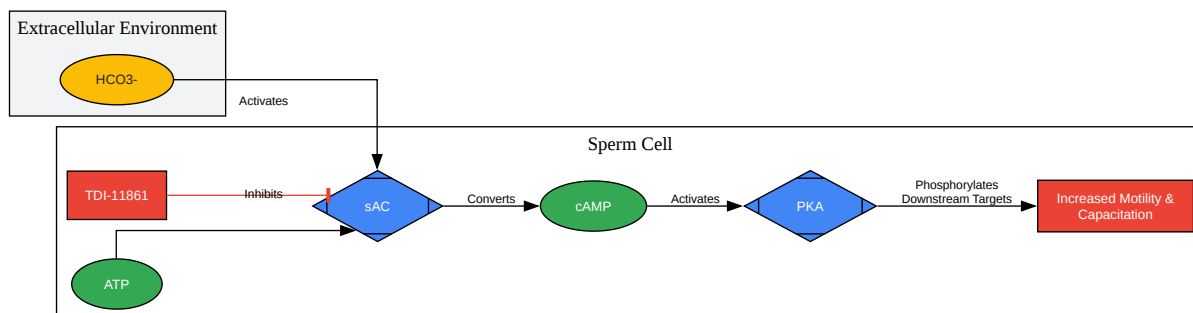 Extracellular Environment
HCO3-
Activates
Sperm Cell
TDI-11861
Inhibits
sAC
Converts
cAMP
Activates
PKA
Phosphorylates
Downstream Targets
Increased Motility &
Capacitation
ATP